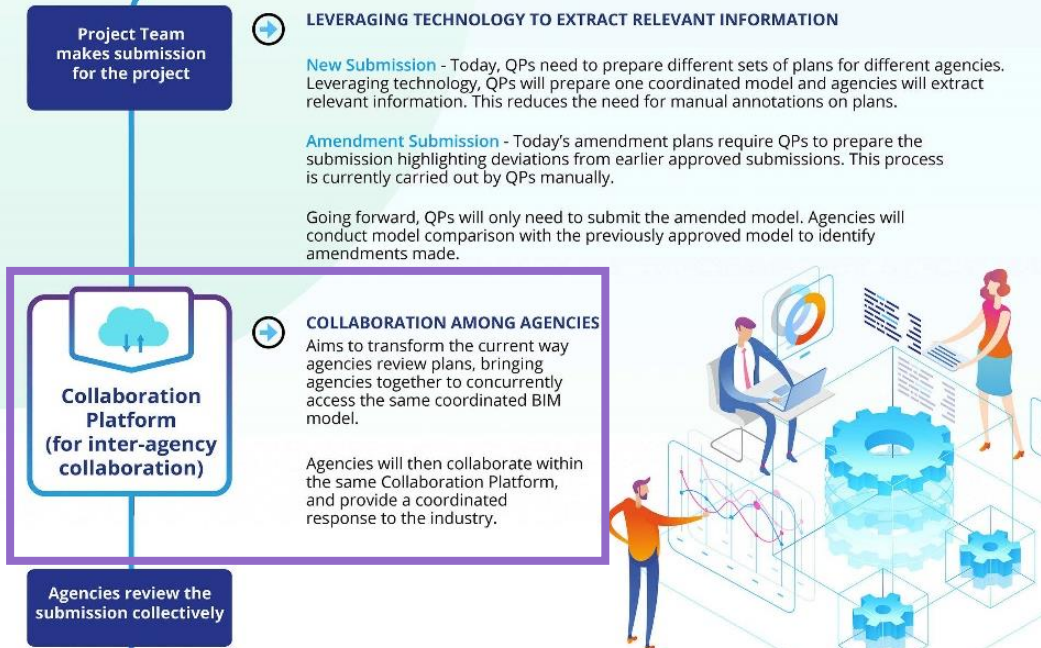 Project Team
makes submission
for the project
LEVERAGING TECHNOLOGY TO EXTRACT RELEVANT INFORMATION
New Submission - Today, QPs need to prepare different sets of plans for different agencies.
Leveraging technology, QPs will prepare one coordinated model and agencies will extract
relevant information. This reduces the need for manual annotations on plans.
Amendment Submission - Today's amendment plans require QPs to prepare the
submission highlighting deviations from earlier approved submissions. This process
is currently carried out by QPs manually.
Going forward, QPs will only need to submit the amended model. Agencies will
conduct model comparison with the previously approved model to identify
amendments made.
Collaboration
Platform
(for inter-agency
collaboration)
COLLABORATION AMONG AGENCIES
Aims to transform the current way
agencies review plans, bringing
agencies together to concurrently
access the same coordinated BIM
model.
Agencies will then collaborate within
the same Collaboration Platform,
and provide a coordinated
response to the industry.
Agencies review the
submission collectively